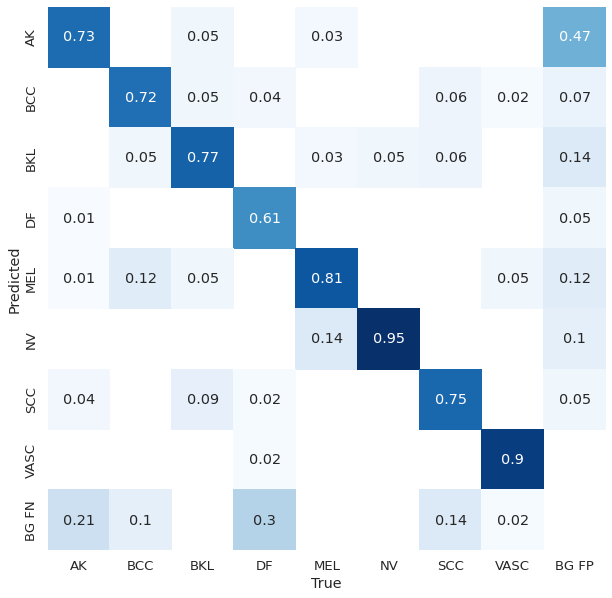 AK 0.73 0.05 0.03 0.47
BCC 0.72 0.05 0.04 0.06 0.02 0.07
BKL 0.05 0.77 0.03 0.05 0.06 0.14
DF 0.01 0.61 0.05
MEL 0.01 0.12 0.05 0.81 0.05 0.12
NV 0.14 0.95 0.1
SCC 0.04 0.09 0.02 0.75 0.05
VASC 0.02 0.9
BG FN 0.21 0.1 0.3 0.14 0.02
AK BCC BKL DF MEL NV SCC VASC BG FP
True
Predicted